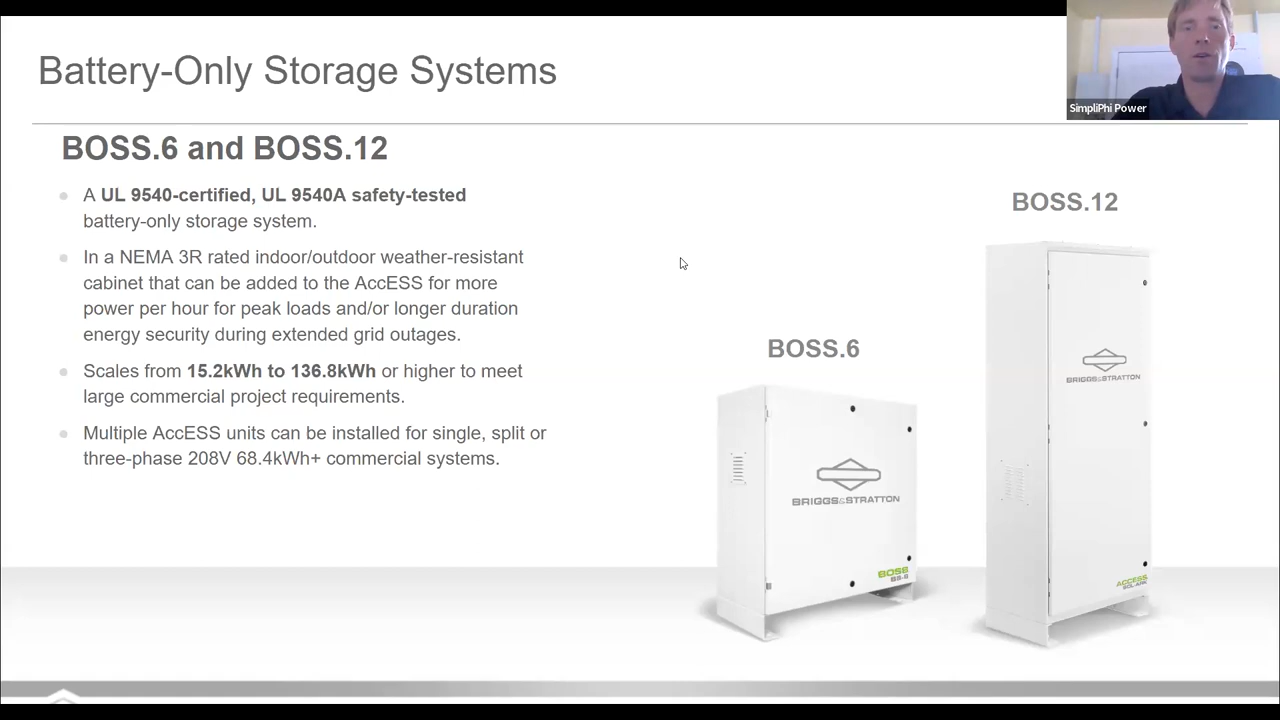 Battery-Only Storage Systems
SimpliPhi Power
BOSS.6 and BOSS.12
A UL 9540-certified, UL 9540A safety-tested
battery-only storage system.
In a NEMA 3R rated indoor/outdoor weather-resistant
cabinet that can be added to the AccESS for more
power per hour for peak loads and/or longer duration
energy security during extended grid outages.
Scales from 15.2kWh to 136.8kWh or higher to meet
large commercial project requirements.
Multiple AccESS units can be installed for single, split or
three-phase 208V 68.4kWh+ commercial systems.
BOSS.6
BRIGGS&STRATTON
BOSS.12
BRIGGS&STRATTON
ACCESS